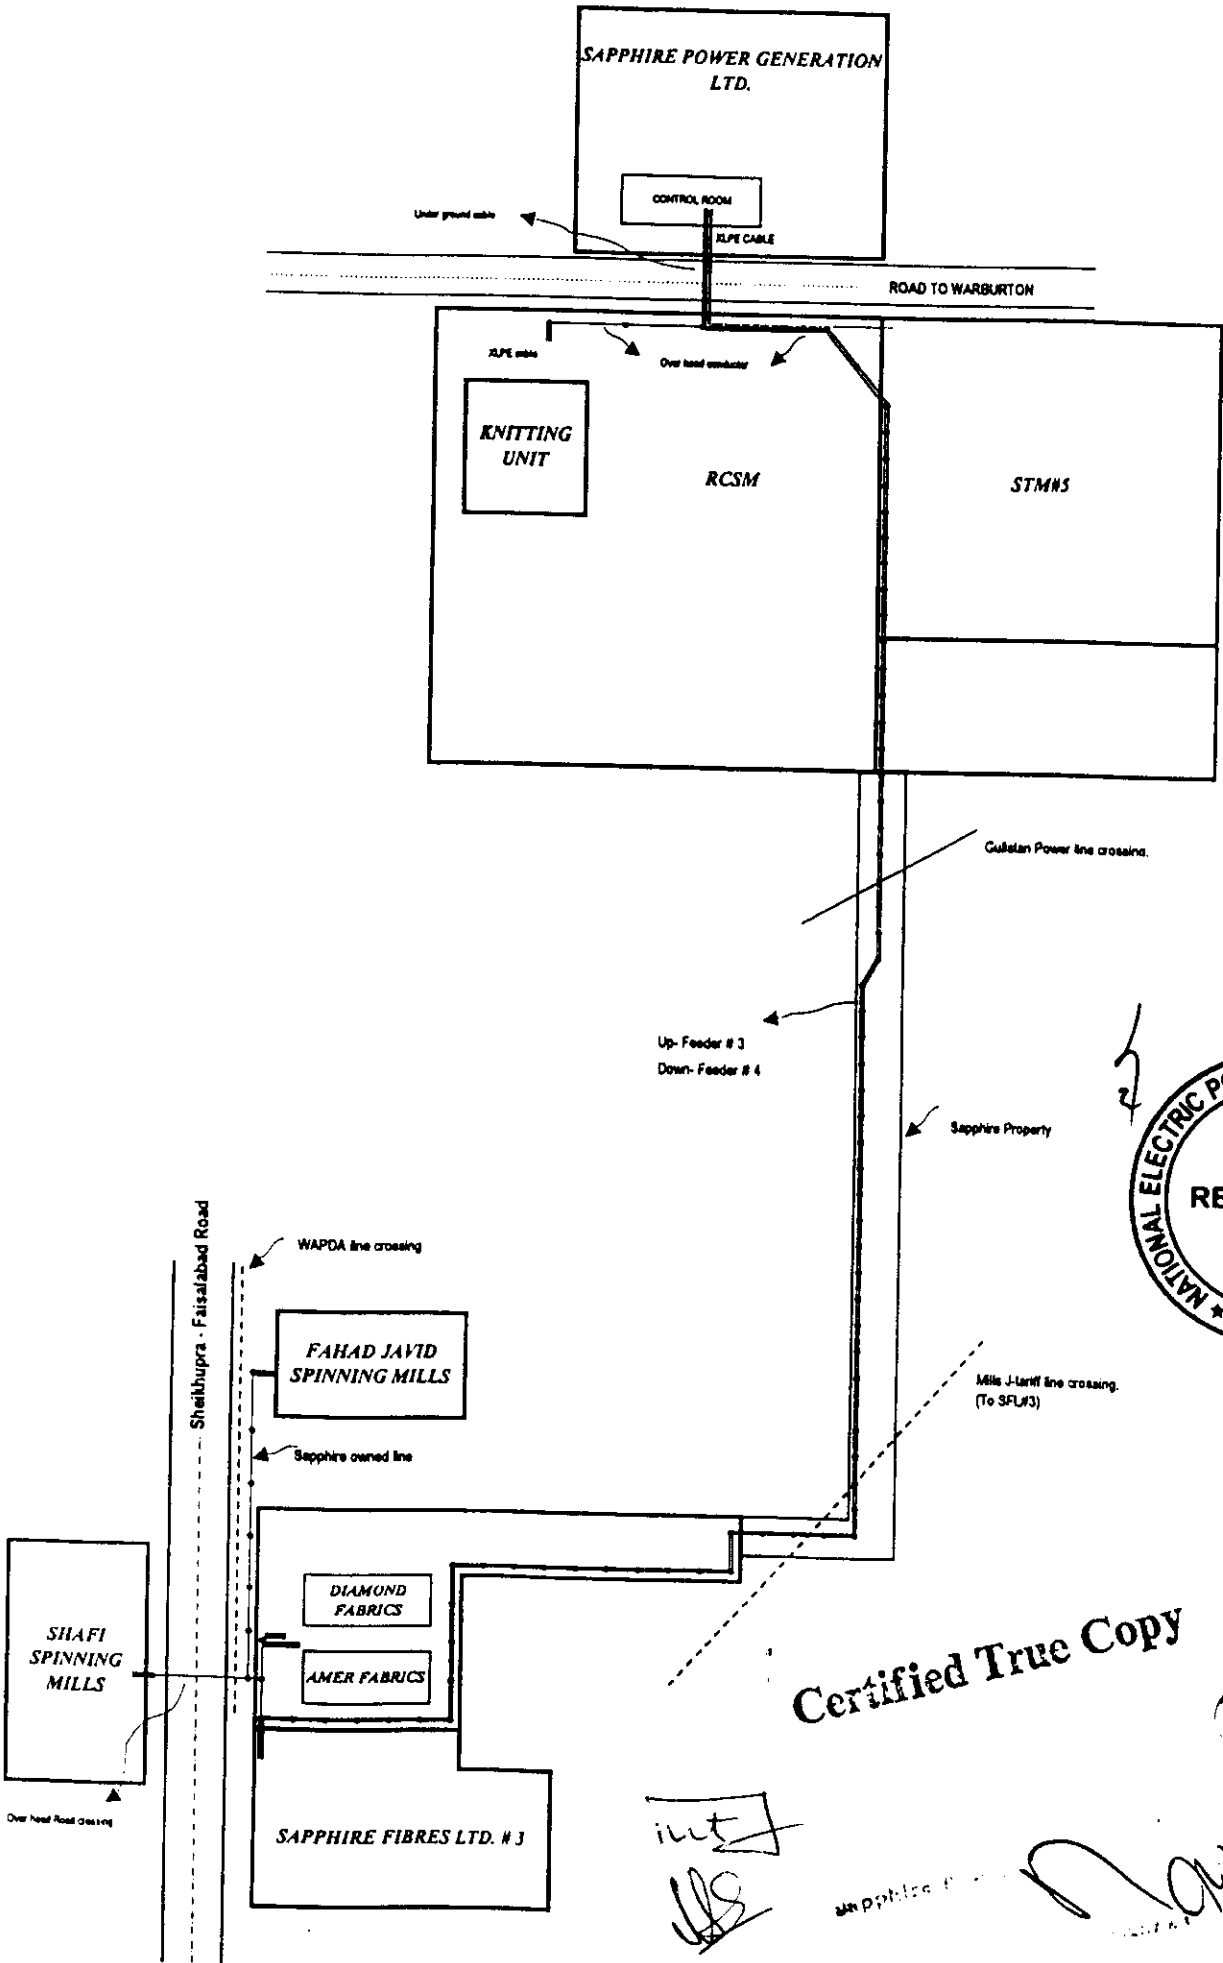 SAPPHIRE POWER GENERATION
LTD.
CONTROL ROOM
XLPE CABLE
Under ground cable
ROAD TO WARBURTON
XLPE cable
Over head conductor
KNITTING
UNIT
RCSM
STM#5
Gulistan Power line crossing.
Up- Feeder # 3
Down- Feeder # 4
Sapphire Property
NATIONAL ELECTRIC PO
RE
Sheikhupra - Faisalabad Road
WAPDA line crossing
FAHAD JAVID
SPINNING MILLS
Mills J-tariff line crossing.
(To SFL#3)
Sapphire owned line
DIAMOND
FABRICS
SHAFI
SPINNING
MILLS
AMER FABRICS
Certified True Copy
Over head Road crossing
SAPPHIRE FIBRES LTD. # 3